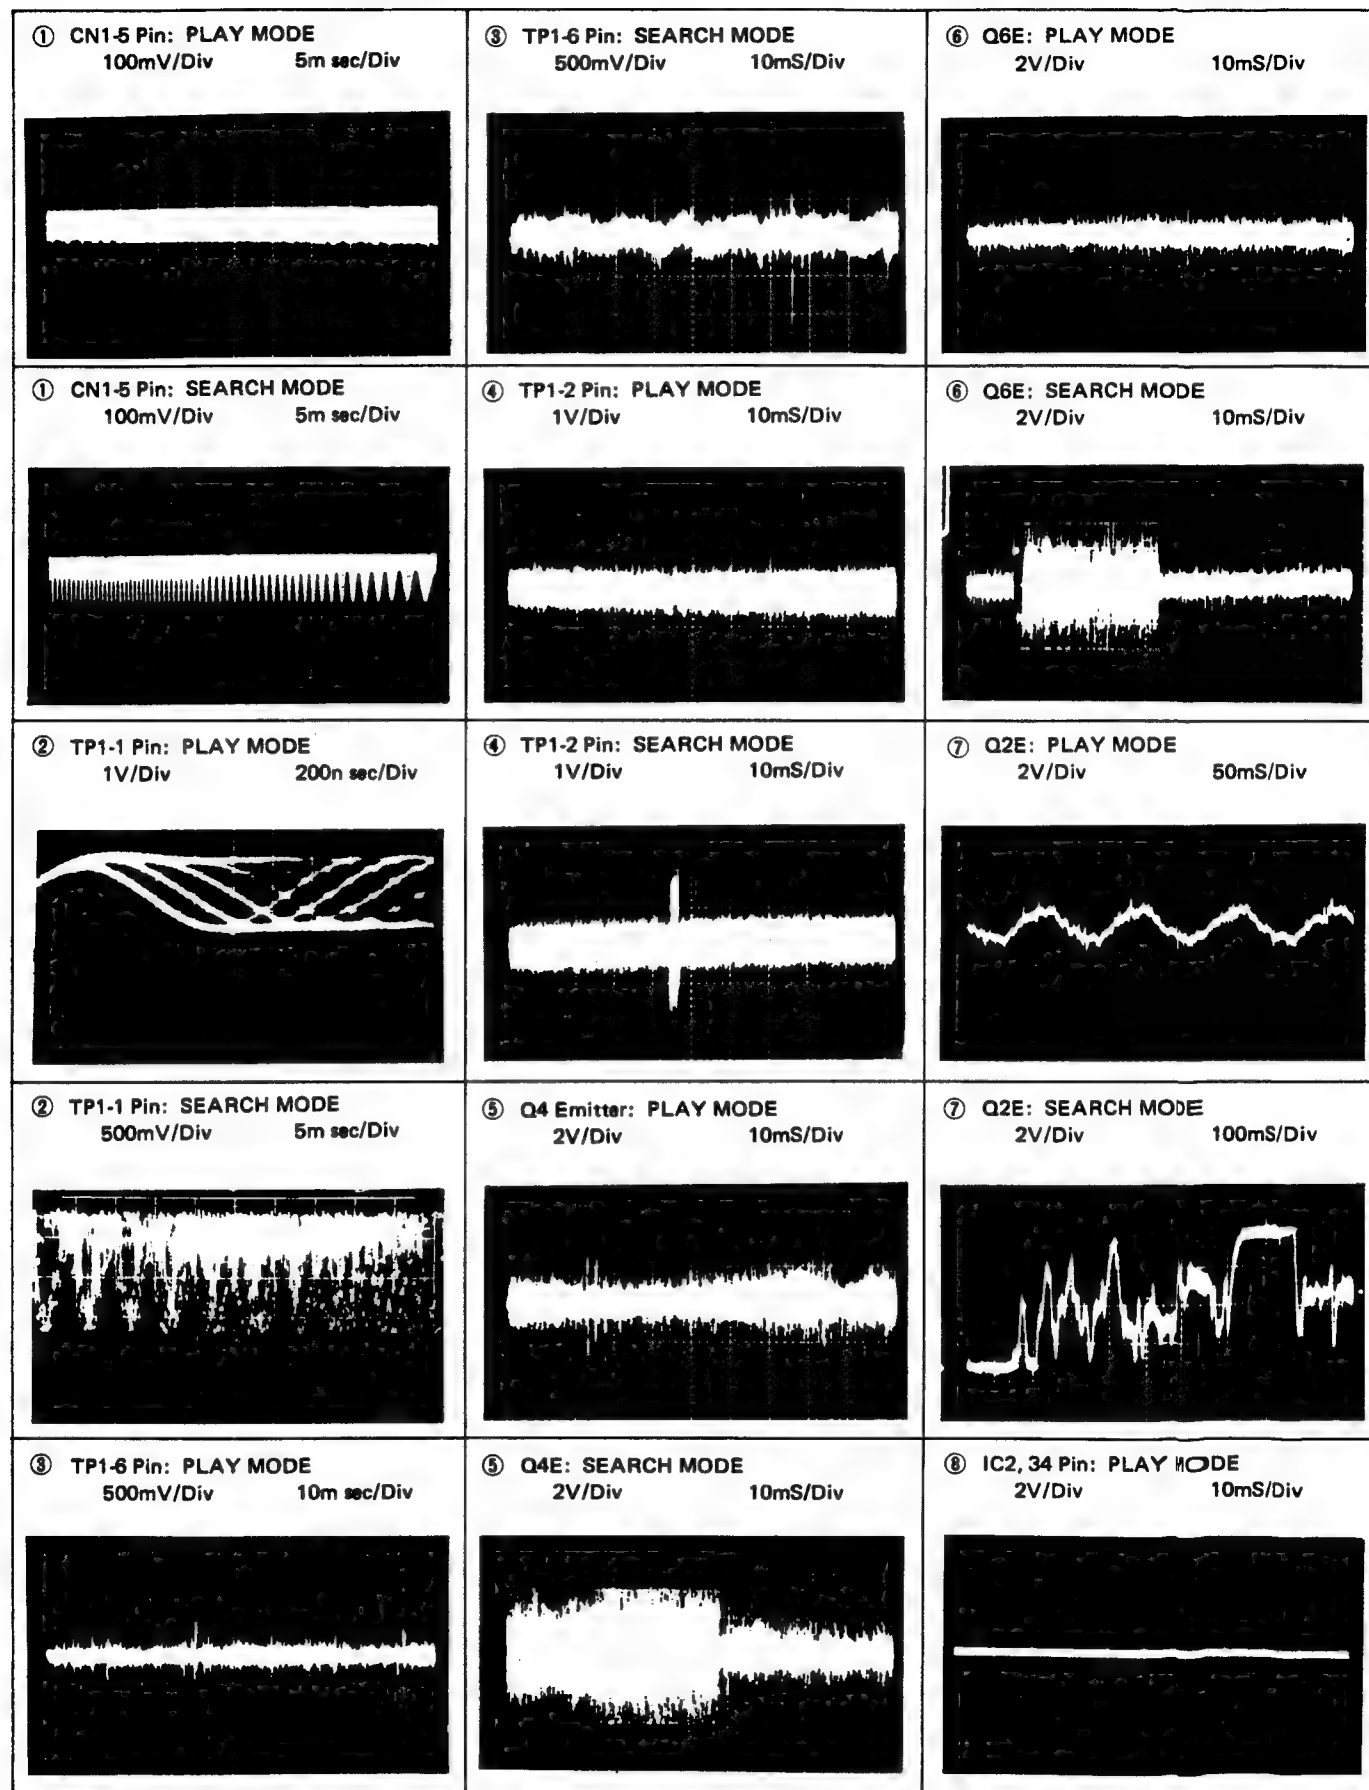 ① CN1-5 Pin: PLAY MODE
100mV/Div 5m sec/Div
① CN1-5 Pin: SEARCH MODE
100mV/Div 5m sec/Div
② TP1-1 Pin: PLAY MODE
1V/Div 200n sec/Div
② TP1-1 Pin: SEARCH MODE
500mV/Div 5m sec/Div
③ TP1-6 Pin: PLAY MODE
500mV/Div 10m sec/Div
③ TP1-6 Pin: SEARCH MODE
500mV/Div 10mS/Div
④ TP1-2 Pin: PLAY MODE
1V/Div 10mS/Div
④ TP1-2 Pin: SEARCH MODE
1V/Div 10mS/Div
⑤ Q4 Emitter: PLAY MODE
2V/Div 10mS/Div
⑤ Q4E: SEARCH MODE
2V/Div 10mS/Div
⑥ Q6E: PLAY MODE
2V/Div 10mS/Div
⑥ Q6E: SEARCH MODE
2V/Div 10mS/Div
⑦ Q2E: PLAY MODE
2V/Div 50mS/Div
⑦ Q2E: SEARCH MODE
2V/Div 100mS/Div
⑧ IC2, 34 Pin: PLAY MODE
2V/Div 10mS/Div